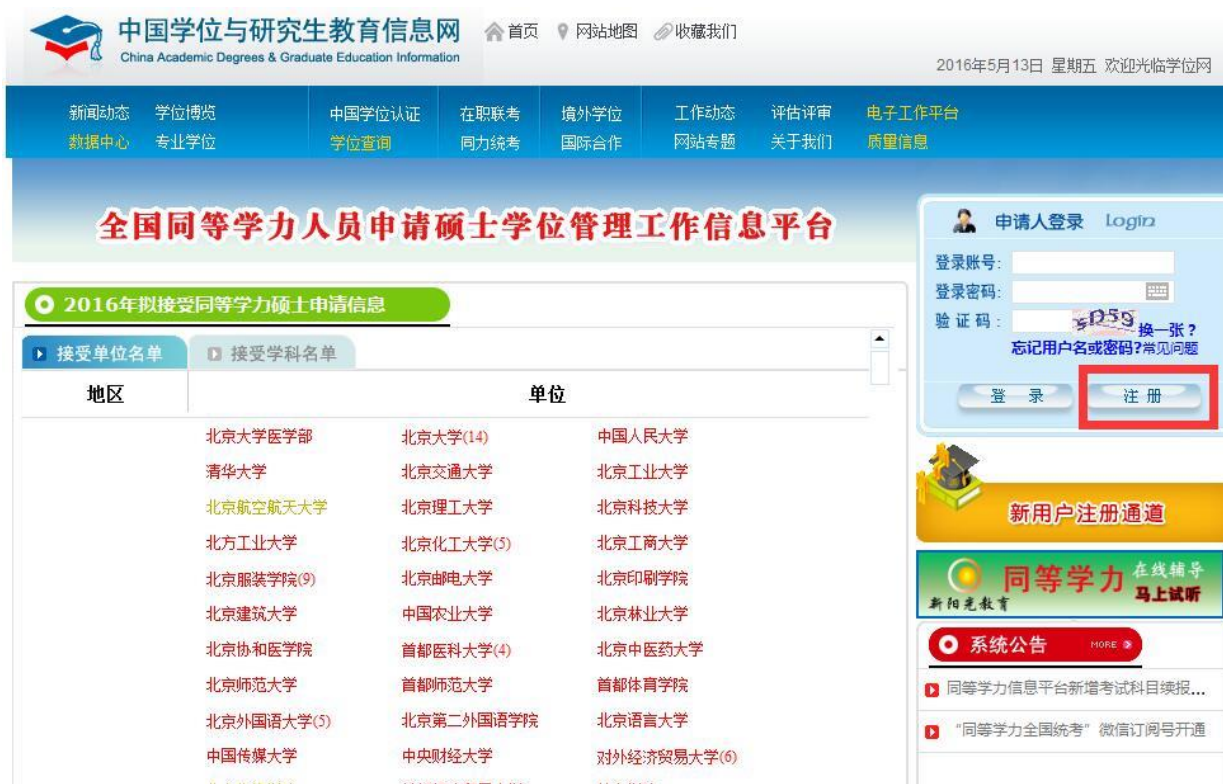 中国学位与研究生教育信息网
首页 网站地图 收藏我们
China Academic Degrees & Graduate Education Information
2016年5月13日 星期五 欢迎光临学位网
新闻动态 学位博览 中国学位认证 在职联考 境外学位 工作动态 评估评审 电子工作平台
数据中心 专业学位 学位查询 同力统考 国际合作 网站专题 关于我们 质量信息
全国同等学力人员申请硕士学位管理工作信息平台
申请人登录 Login
登录账号:
登录密码:
验证码:
换一张?
忘记用户名或密码?常见问题
登 录 注 册
2016年拟接受同等学力硕士申请信息
接受单位名单 接受学科名单
地区 单位
北京大学医学部 北京大学(14) 中国人民大学
清华大学 北京交通大学 北京工业大学
北京航空航天大学 北京理工大学 北京科技大学
北方工业大学 北京化工大学(5) 北京工商大学
北京服装学院(9) 北京邮电大学 北京印刷学院
北京建筑大学 中国农业大学 北京林业大学
北京协和医学院 首都医科大学(4) 北京中医药大学
北京师范大学 首都师范大学 首都体育学院
北京外国语大学(5) 北京第二外国语学院 北京语言大学
中国传媒大学 中央财经大学 对外经济贸易大学(6)
新用户注册通道
新阳光教育 同等学力 在线辅导
马上试听
系统公告 MORE
同等学力信息平台新增考试科目续报...
“同等学力全国统考”微信订阅号开通